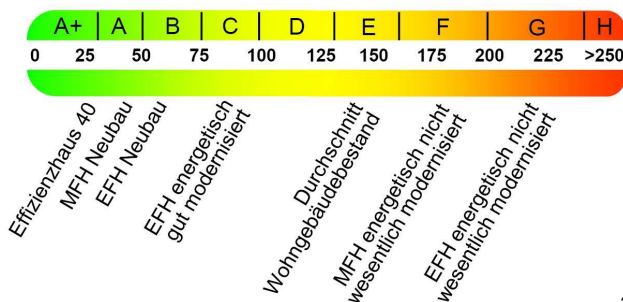 A+ A B C D E F G H
0 25 50 75 100 125 150 175 200 225 >250
Effizienzhaus 40
MFH Neubau
EFH Neubau
EFH energetisch
gut modernisiert
Durchschnitt
Wohngebäudebestand
MFH energetisch nicht
wesentlich modernisiert
EFH energetisch nicht
wesentlich modernisiert